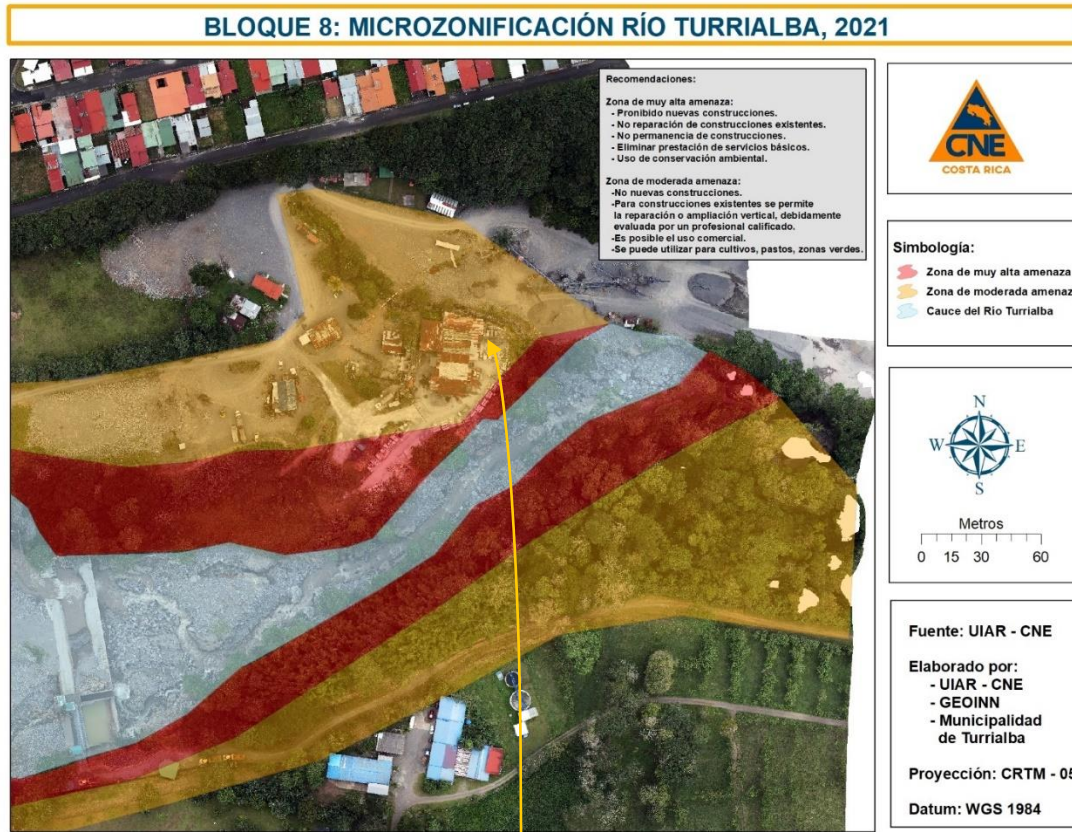 BLOQUE 8: MICROZONIFICACIÓN RÍO TURRIALBA, 2021
Recomendaciones:
Zona de muy alta amenaza:
- Prohibido nuevas construcciones.
- No reparación de construcciones existentes.
- No permanencia de construcciones.
- Eliminar prestación de servicios básicos.
- Uso de conservación ambiental.
Zona de moderada amenaza:
-No nuevas construcciones.
-Para construcciones existentes se permite
la reparación o ampliación vertical, debidamente
evaluada por un profesional calificado.
-Es posible el uso comercial.
-Se puede utilizar para cultivos, pastos, zonas verdes.
CNE
COSTA RICA
Simbología:
Zona de muy alta amenaza
Zona de moderada amenaz
Cauce del Río Turrialba
N
W E
S
Metros
0 15 30 60
Fuente: UIAR - CNE
Elaborado por:
- UIAR - CNE
- GEOINN
- Municipalidad
de Turrialba
Proyección: CRTM - 05
Datum: WGS 1984